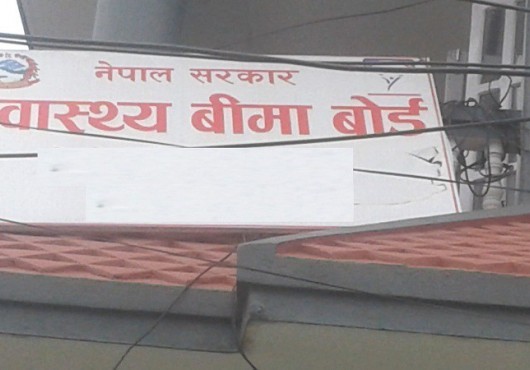 नेपाल सरकार
स्वास्थ्य बीमा बोर्ड